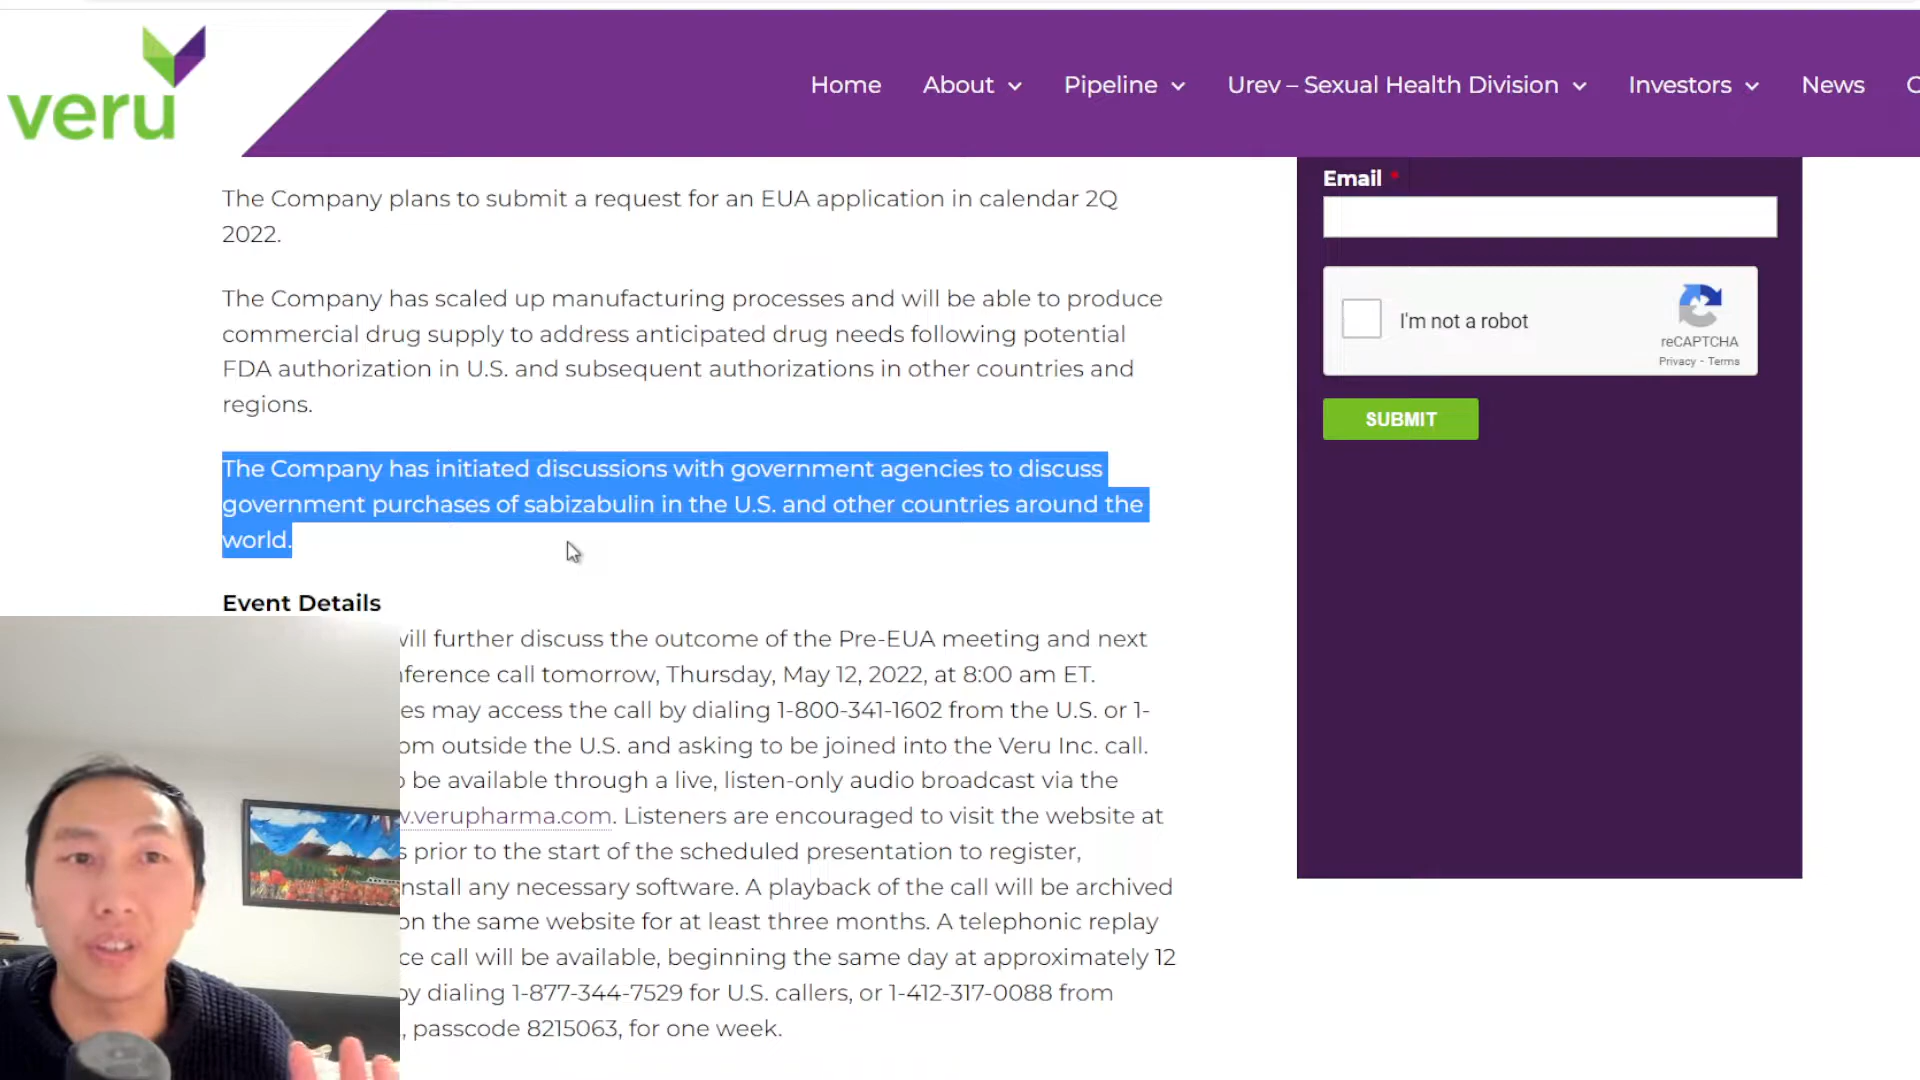 veru
Home About Pipeline Urev – Sexual Health Division Investors News
The Company plans to submit a request for an EUA application in calendar 2Q
2022.
The Company has scaled up manufacturing processes and will be able to produce
commercial drug supply to address anticipated drug needs following potential
FDA authorization in U.S. and subsequent authorizations in other countries and
regions.
The Company has initiated discussions with government agencies to discuss
government purchases of sabizabulin in the U.S. and other countries around the
world.
Event Details
will further discuss the outcome of the Pre-EUA meeting and next
nference call tomorrow, Thursday, May 12, 2022, at 8:00 am ET.
es may access the call by dialing 1-800-341-1602 from the U.S. or 1-
om outside the U.S. and asking to be joined into the Veru Inc. call.
o be available through a live, listen-only audio broadcast via the
w.verupharma.com. Listeners are encouraged to visit the website at
s prior to the start of the scheduled presentation to register,
nstall any necessary software. A playback of the call will be archived
on the same website for at least three months. A telephonic replay
ce call will be available, beginning the same day at approximately 12
by dialing 1-877-344-7529 for U.S. callers, or 1-412-317-0088 from
, passcode 8215063, for one week.
Email *
I'm not a robot
reCAPTCHA
Privacy - Terms
SUBMIT